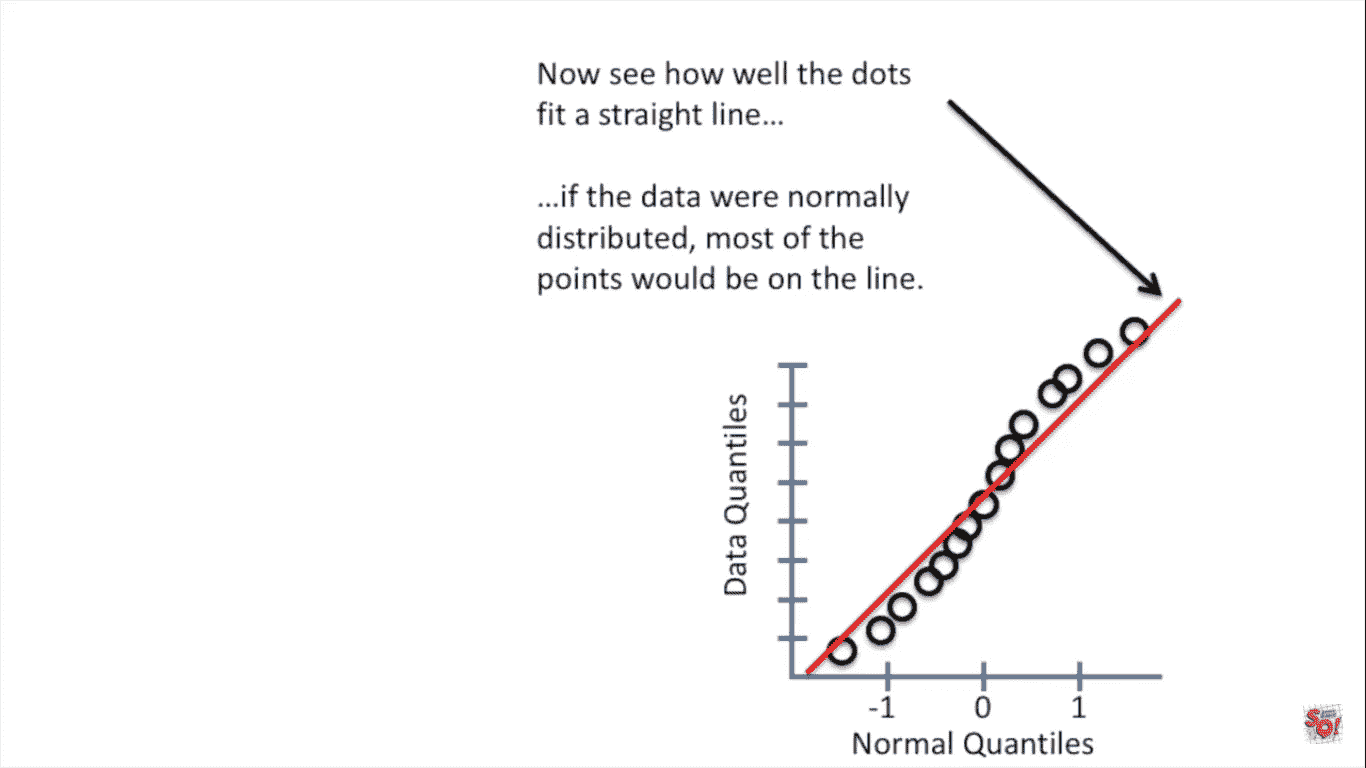 Now see how well the dots
fit a straight line…
…if the data were normally
distributed, most of the
points would be on the line.
Data Quantiles
-1 0 1
Normal Quantiles
SQ!